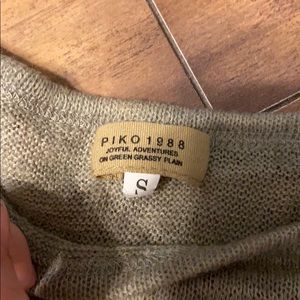 PIKO 1988
JOYFUL ADVENTURES
ON GREEN GRASSY PLAIN
S